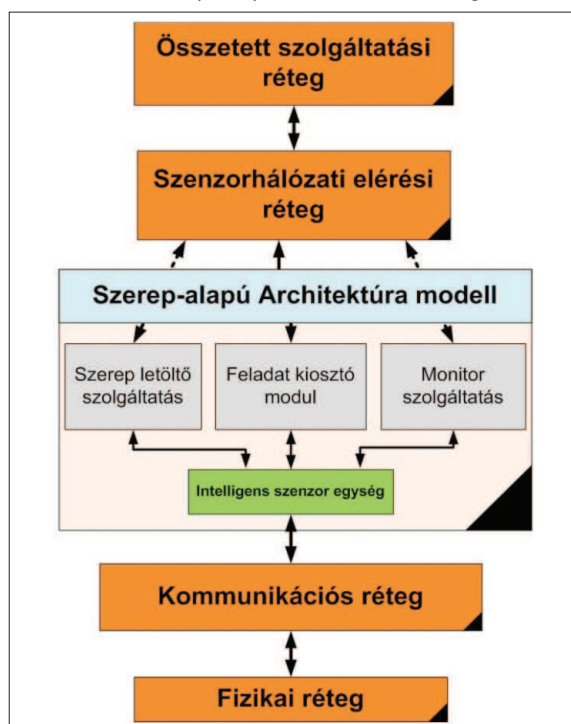 Összetett szolgáltatási
réteg
Szenzorhálózati elérési
réteg
Szerep-alapú Architektúra modell
Szerep letöltő
szolgáltatás
Feladat kiosztó
modul
Monitor
szolgáltatás
Intelligens szenzor egység
Kommunikációs réteg
Fizikai réteg